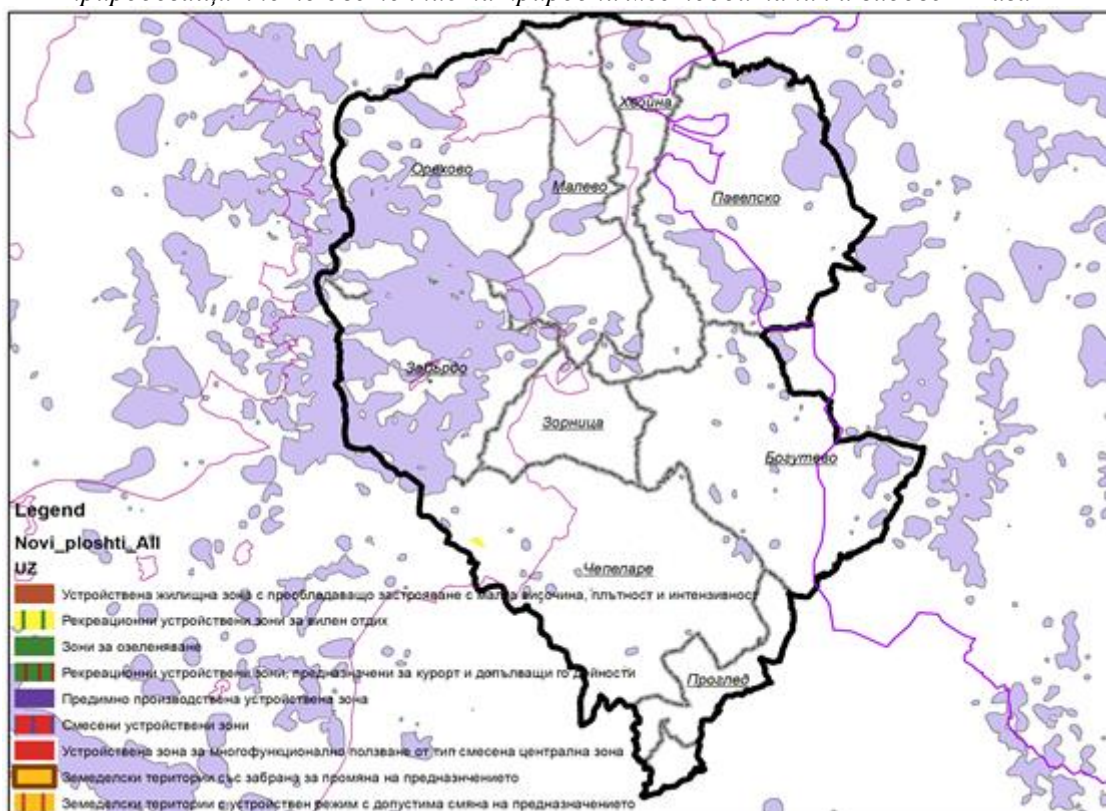 Хвойна
Орехово
Малево
Павелско
Забърдо
Зорница
Богутево
Чепеларе
Проглед
Legend
Novi_ploshti_All
UZ
Устройствена жилищна зона с преобладаващо застрояване с малка височина, плътност и интензивност
Рекреационни устройствени зони за вилен отдих
Зони за озеленяване
Рекреационни устройствени зони, предназначени за курорт и допълващи го дейности
Предимно производствена устройствена зона
Смесени устройствени зони
Устройствена зона за многофункционално ползване от тип смесена централна зона
Земеделски територии със забрана за промяна на предназначението
Земеделски територии с устройствен режим с допустима смяна на предназначението